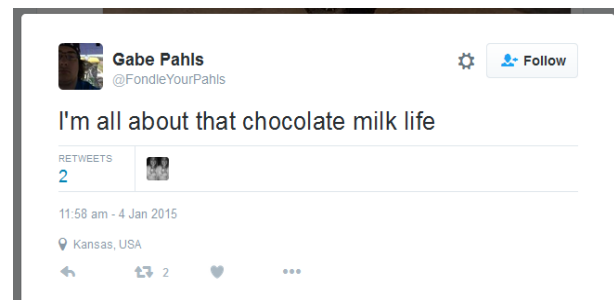 Gabe Pahls
@FondleYourPahls
Follow
I'm all about that chocolate milk life
RETWEETS
2
11:58 am - 4 Jan 2015
Kansas, USA
2